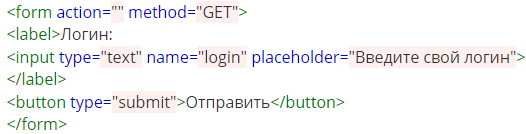 <form action="" method="GET">
<label>Логин:
<input type="text" name="login" placeholder="Введите свой логин">
</label>
<button type="submit">Отправить</button>
</form>